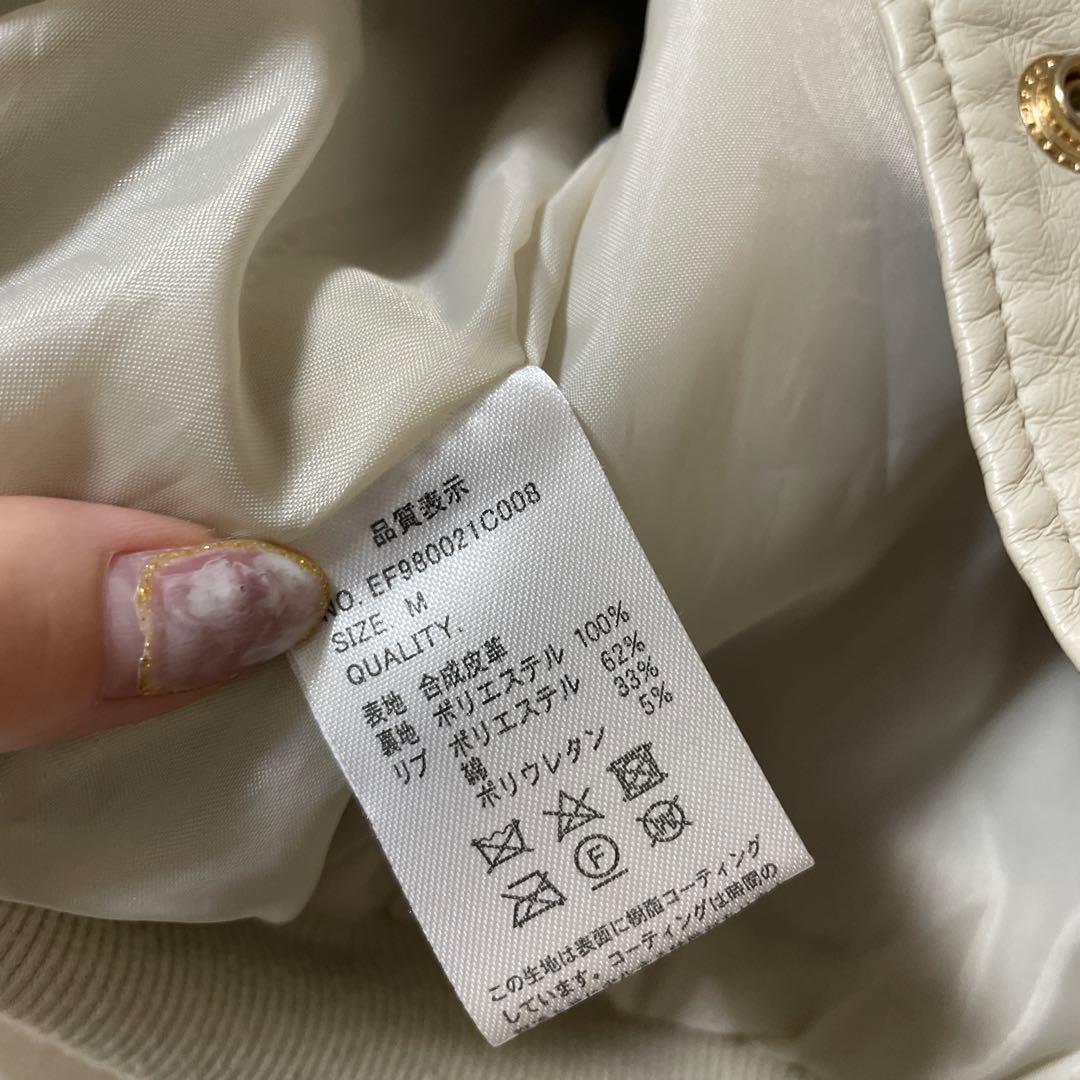 品質表示
NO. EF980021C008
SIZE M
QUALITY.
表地 合成皮革
裏地 ポリエステル 100%
リブ ポリエステル 62%
綿 33%
ポリウレタン 5%
F
W
この生地は表面に樹脂コーティング
しています。コーティングは時間の